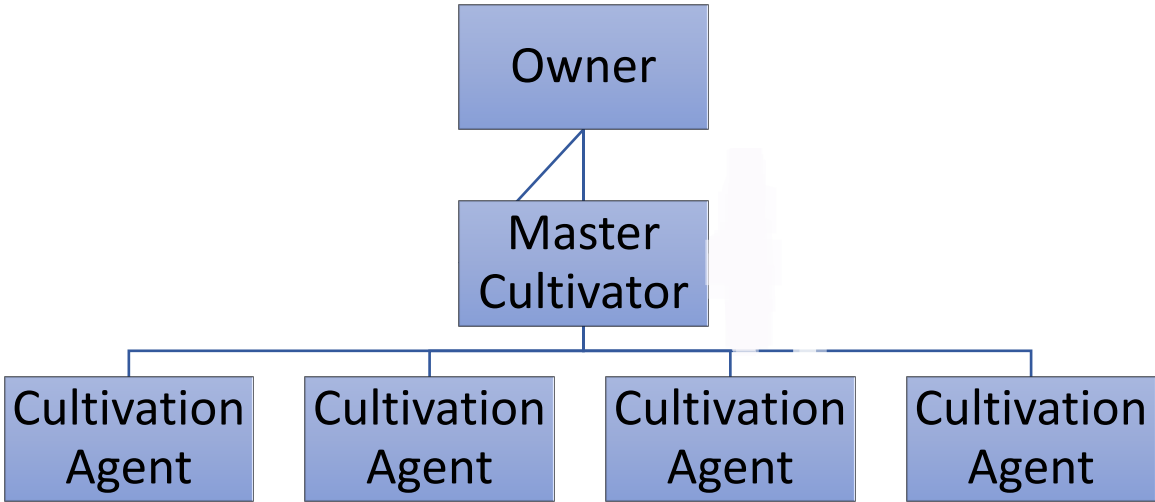 Owner
Master
Cultivator
Cultivation
Agent
Cultivation
Agent
Cultivation
Agent
Cultivation
Agent